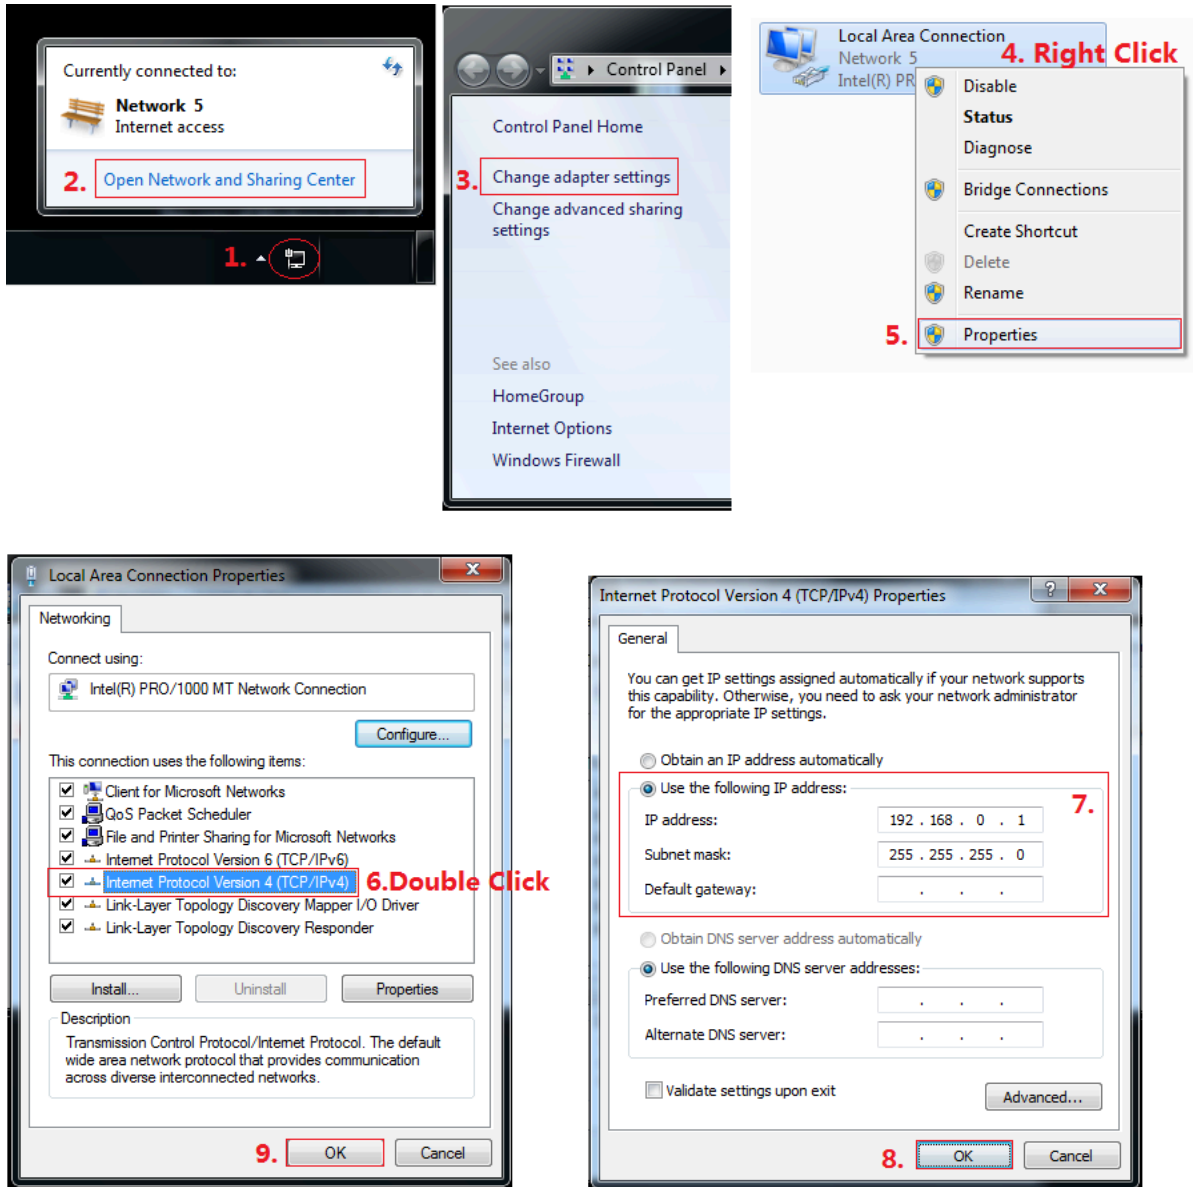 Currently connected to:
Network 5
Internet access
2. Open Network and Sharing Center
1.
Control Panel
Control Panel Home
3. Change adapter settings
Change advanced sharing
settings
See also
HomeGroup
Internet Options
Windows Firewall
Local Area Connection
Network 5
4. Right Click
Intel(R) PR
Disable
Status
Diagnose
Bridge Connections
Create Shortcut
Delete
Rename
5. Properties
Local Area Connection Properties
Networking
Connect using:
Intel(R) PRO/1000 MT Network Connection
Configure...
This connection uses the following items:
Client for Microsoft Networks
QoS Packet Scheduler
File and Printer Sharing for Microsoft Networks
Internet Protocol Version 6 (TCP/IPv6)
Internet Protocol Version 4 (TCP/IPv4) 6.Double Click
Link-Layer Topology Discovery Mapper I/O Driver
Link-Layer Topology Discovery Responder
Install... Uninstall Properties
Description
Transmission Control Protocol/Internet Protocol. The default
wide area network protocol that provides communication
across diverse interconnected networks.
9. OK Cancel
Internet Protocol Version 4 (TCP/IPv4) Properties
General
You can get IP settings assigned automatically if your network supports
this capability. Otherwise, you need to ask your network administrator
for the appropriate IP settings.
Obtain an IP address automatically
Use the following IP address:
7.
IP address: 192 . 168 . 0 . 1
Subnet mask: 255 . 255 . 255 . 0
Default gateway: . . .
Obtain DNS server address automatically
Use the following DNS server addresses:
Preferred DNS server: . . .
Alternate DNS server: . . .
Validate settings upon exit
Advanced...
8. OK Cancel